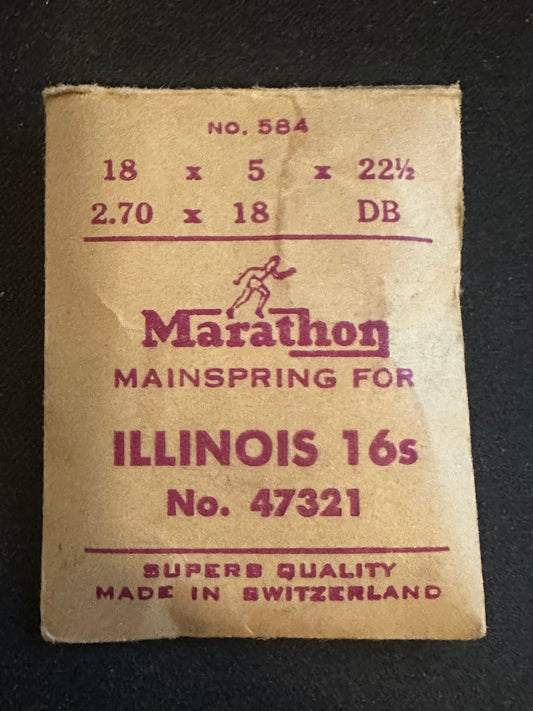 NO. 584
18 x 5 x 22½
2.70 x 18 DB
Marathon
MAINSPRING FOR
ILLINOIS 16s
No. 47321
SUPERB QUALITY
MADE IN SWITZERLAND